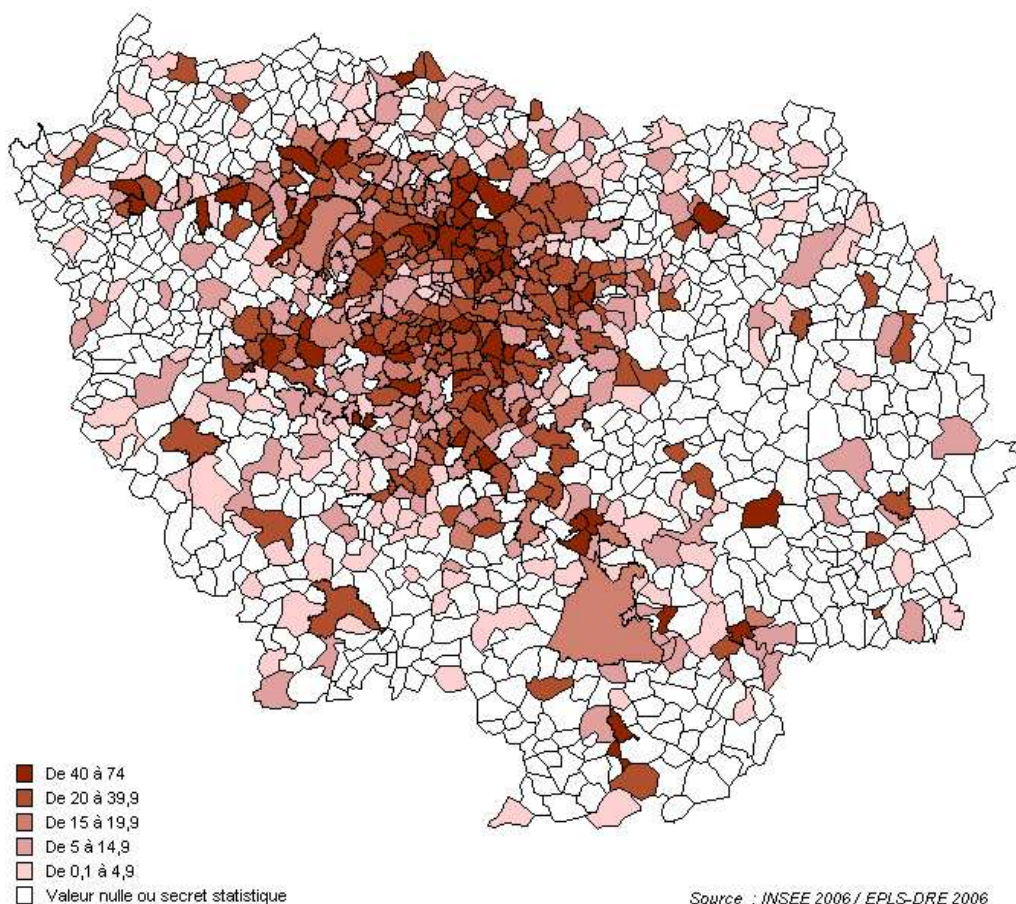 De 40 à 74
De 20 à 39,9
De 15 à 19,9
De 5 à 14,9
De 0,1 à 4,9
Valeur nulle ou secret statistique
Source : INSEE 2006 / EPLS-DRE 2006